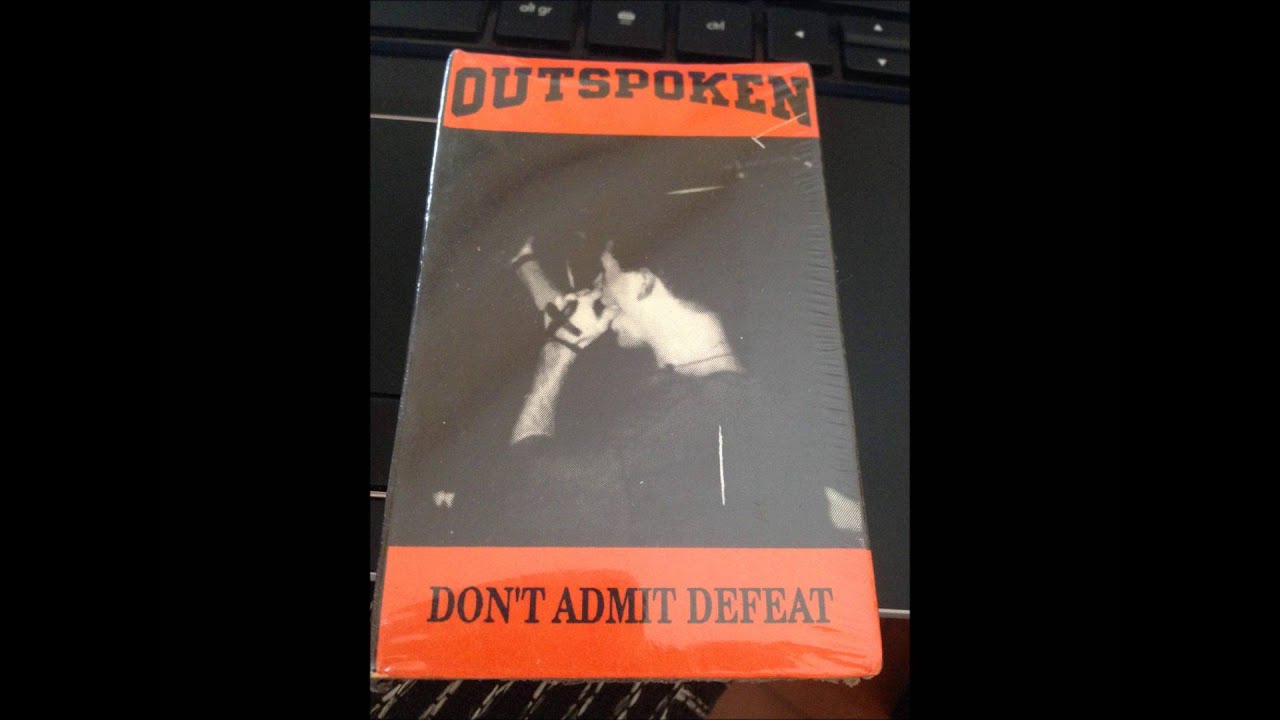 alt gr
ctrl
OUTSPOKEN
DON'T ADMIT DEFEAT